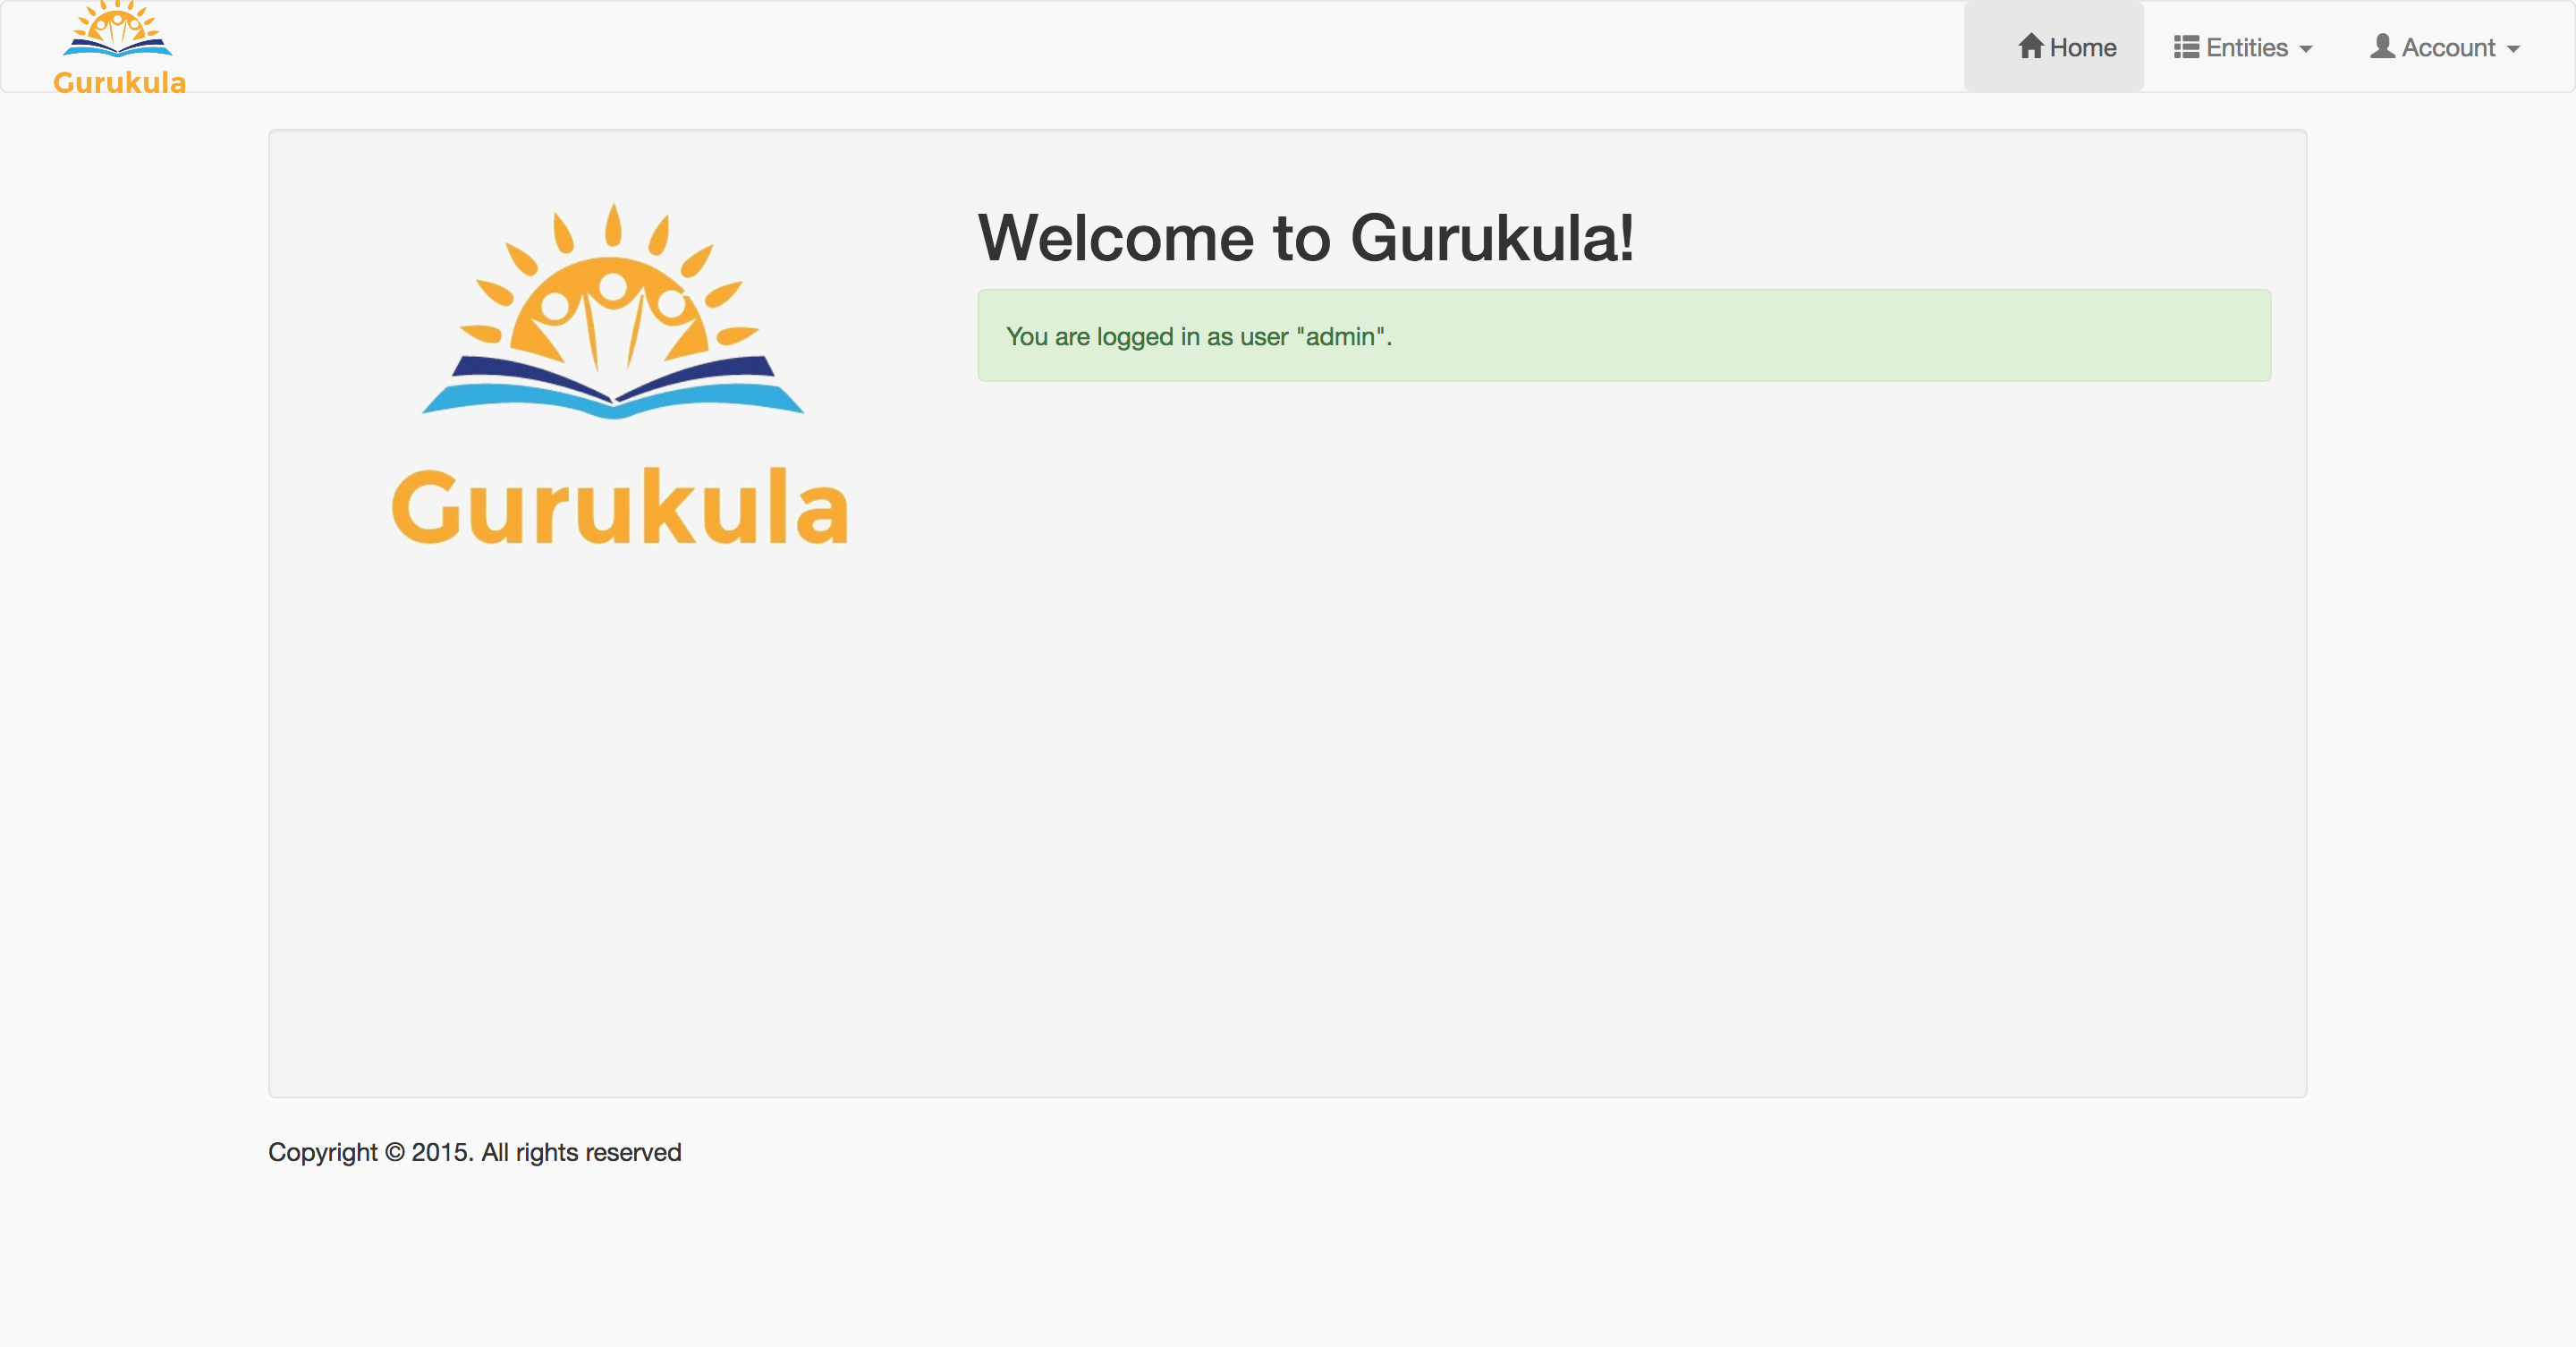 Gurukula
Home Entities Account
Welcome to Gurukula!
You are logged in as user "admin".
Gurukula
Copyright © 2015. All rights reserved